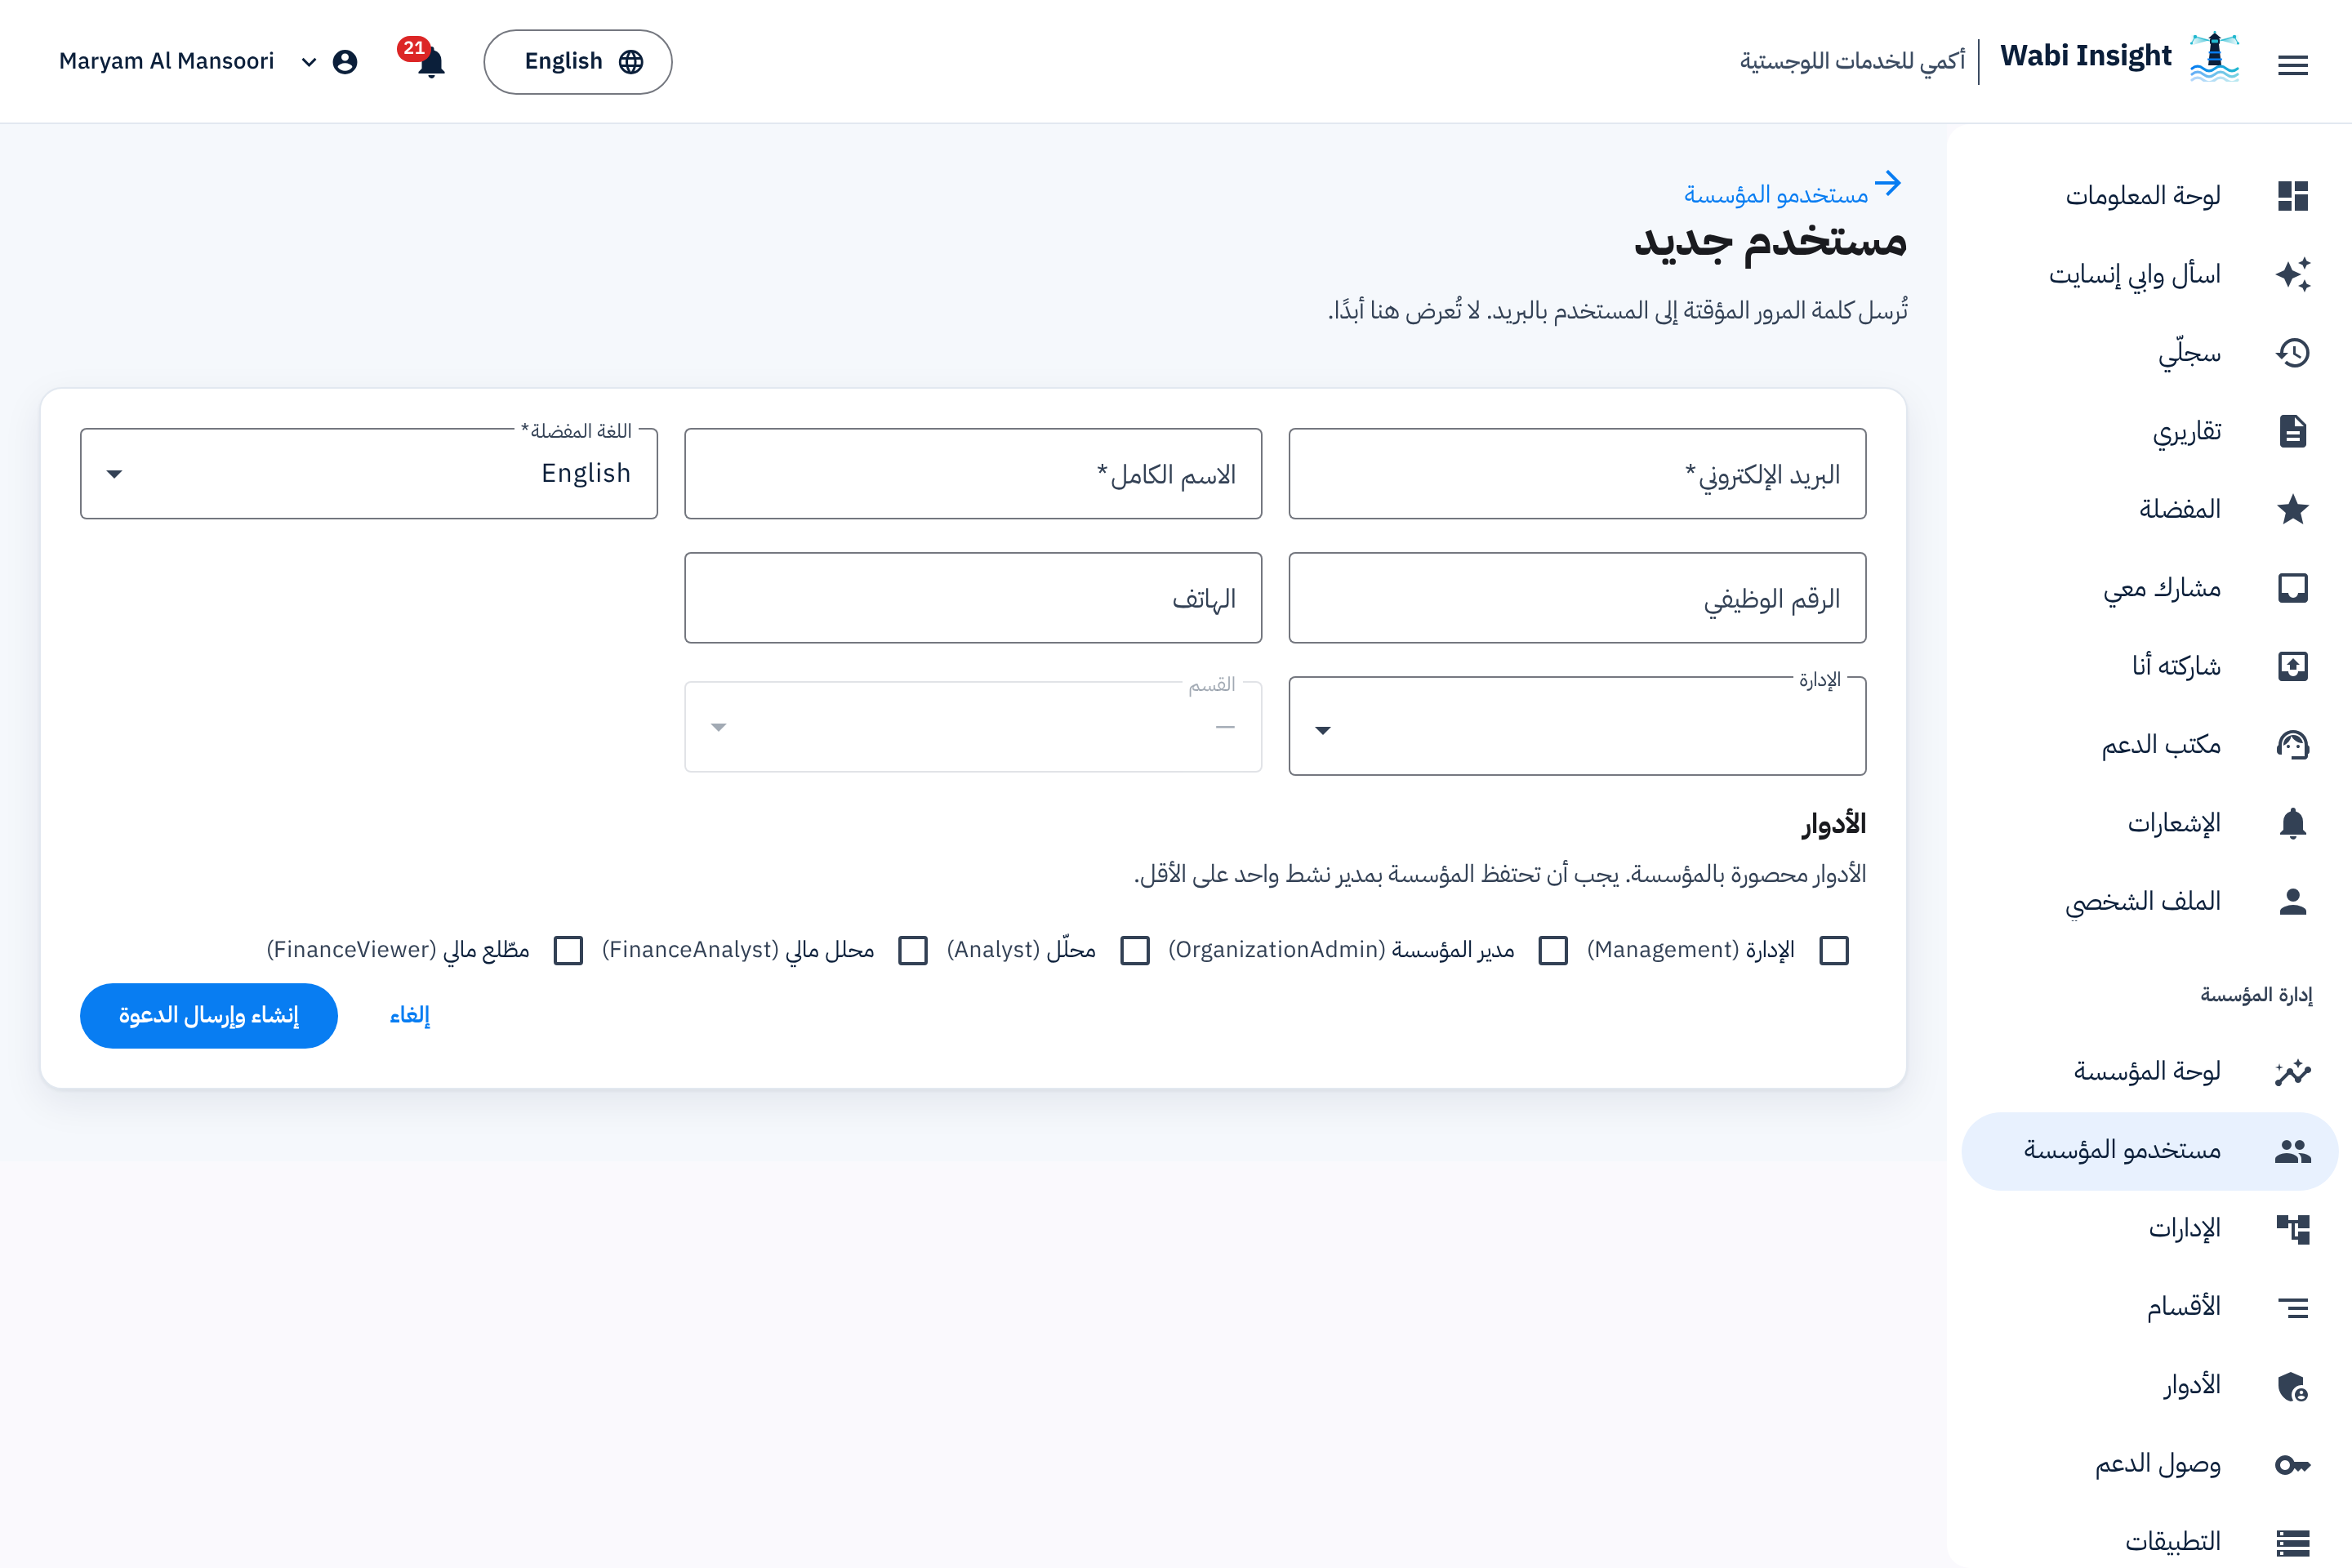 Wabi Insight
أكمي للخدمات اللوجستية
English
21
Maryam Al Mansoori
لوحة المعلومات
اسأل وابي إنسايت
سجلّي
تقاريري
المفضلة
مشارك معي
شاركته أنا
مكتب الدعم
الإشعارات
الملف الشخصي
إدارة المؤسسة
لوحة المؤسسة
مستخدمو المؤسسة
الإدارات
الأقسام
الأدوار
وصول الدعم
التطبيقات
مستخدمو المؤسسة
مستخدم جديد
تُرسل كلمة المرور المؤقتة إلى المستخدم بالبريد. لا تُعرض هنا أبدًا.
البريد الإلكتروني*
الاسم الكامل*
اللغة المفضلة*
English
الرقم الوظيفي
الهاتف
الإدارة
القسم
—
الأدوار
الأدوار محصورة بالمؤسسة. يجب أن تحتفظ المؤسسة بمدير نشط واحد على الأقل.
الإدارة (Management)
مدير المؤسسة (OrganizationAdmin)
محلّل (Analyst)
محلل مالي (FinanceAnalyst)
مطّلع مالي (FinanceViewer)
إلغاء
إنشاء وإرسال الدعوة